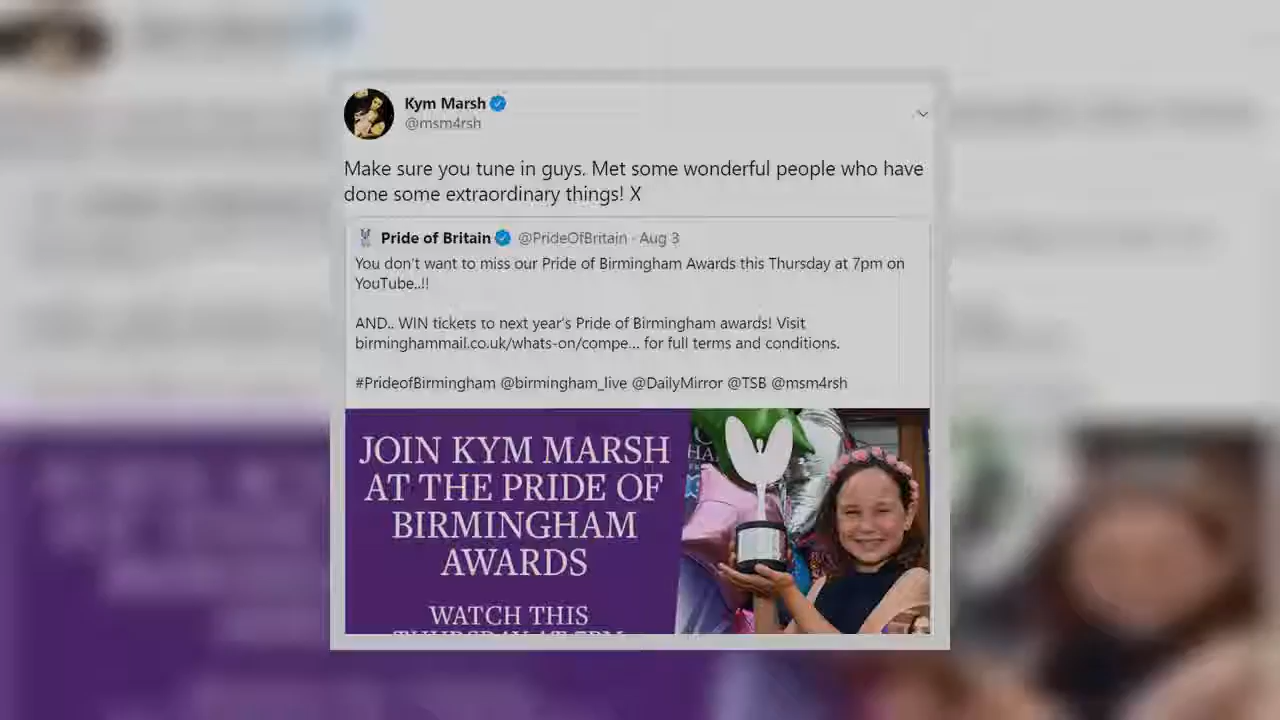 Kym Marsh
@msm4rsh
Make sure you tune in guys. Met some wonderful people who have
done some extraordinary things! X
Pride of Britain @PrideOfBritain · Aug 3
You don't want to miss our Pride of Birmingham Awards this Thursday at 7pm on
YouTube..!!
AND.. WIN tickets to next year's Pride of Birmingham awards! Visit
birminghammail.co.uk/whats-on/compe... for full terms and conditions.
#PrideofBirmingham @birmingham_live @DailyMirror @TSB @msm4rsh
JOIN KYM MARSH
AT THE PRIDE OF
BIRMINGHAM
AWARDS
WATCH THIS
THURSDAY AT 7PM